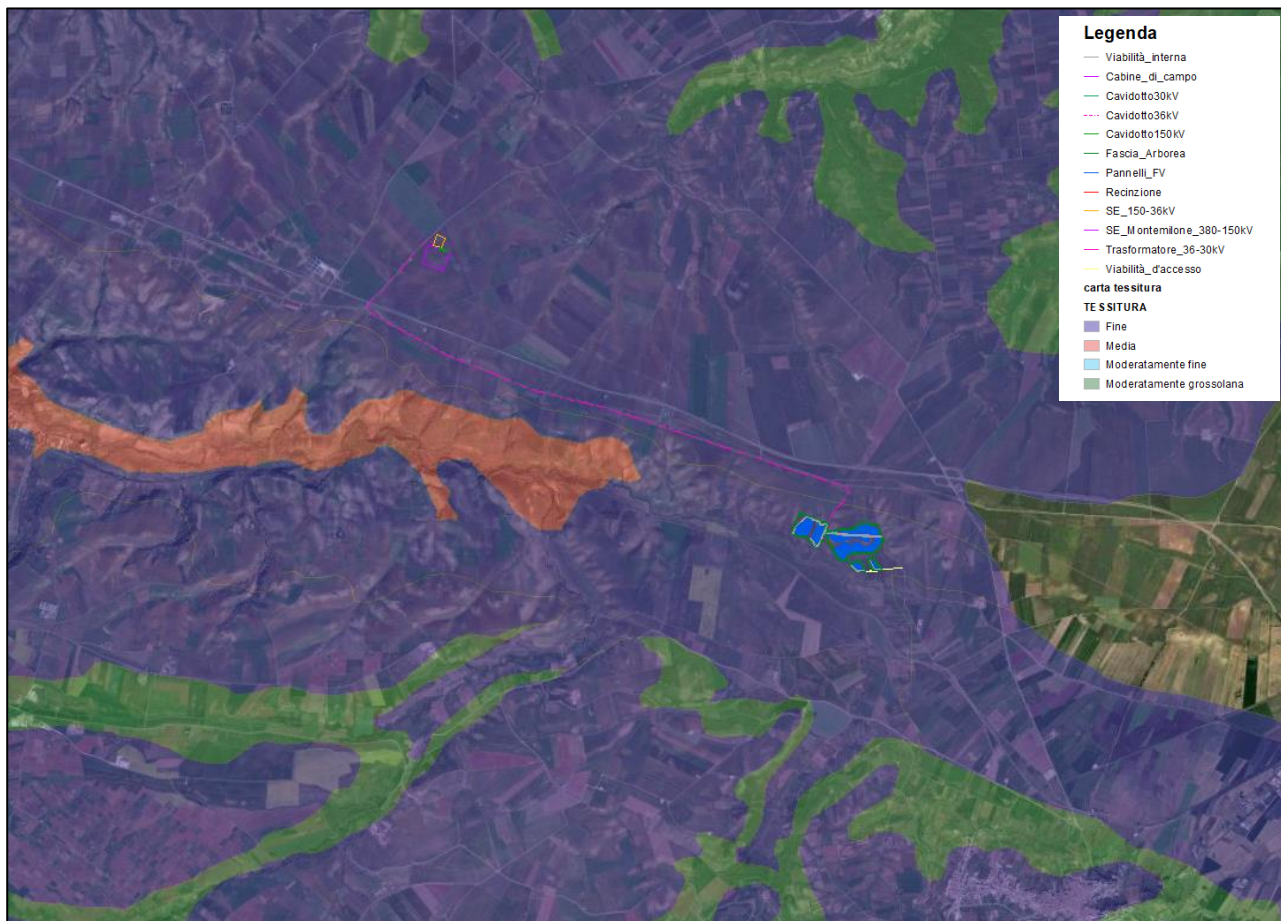 Legenda
Viabilità_interna
Cabine_di_campo
Cavidotto30kV
Cavidotto36kV
Cavidotto150kV
Fascia_Arborea
Pannelli_FV
Recinzione
SE_150-36kV
SE_Montemilone_380-150kV
Trasformatore_36-30kV
Viabilità_d'accesso
carta tessitura
TESSITURA
Fine
Media
Moderatamente fine
Moderatamente grossolana